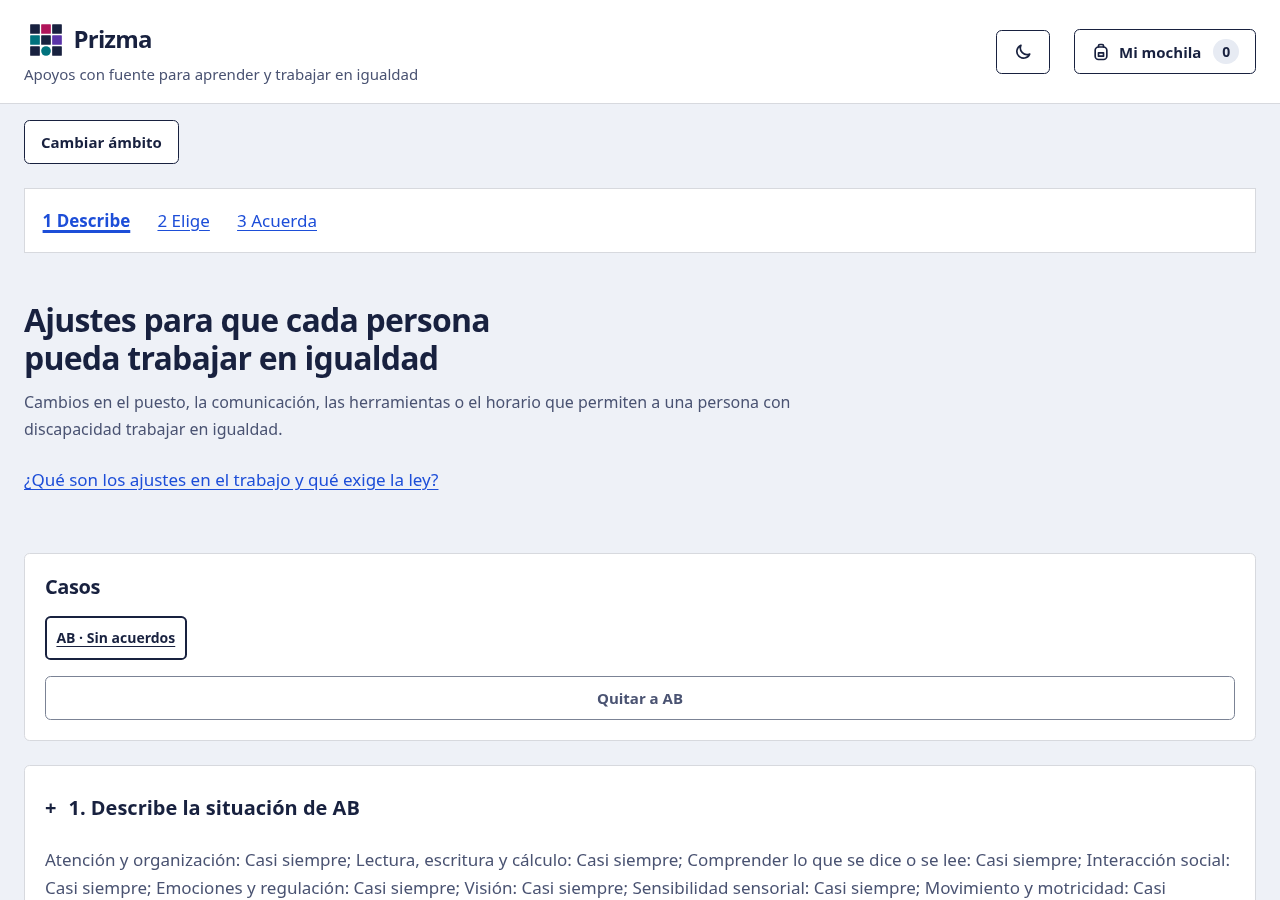 Prizma
Apoyos con fuente para aprender y trabajar en igualdad
Mi mochila 0
Cambiar ámbito
1 Describe 2 Elige 3 Acuerda
Ajustes para que cada persona
pueda trabajar en igualdad
Cambios en el puesto, la comunicación, las herramientas o el horario que permiten a una persona con
discapacidad trabajar en igualdad.
¿Qué son los ajustes en el trabajo y qué exige la ley?
Casos
AB · Sin acuerdos
Quitar a AB
+ 1. Describe la situación de AB
Atención y organización: Casi siempre; Lectura, escritura y cálculo: Casi siempre; Comprender lo que se dice o se lee: Casi siempre; Interacción social:
Casi siempre; Emociones y regulación: Casi siempre; Visión: Casi siempre; Sensibilidad sensorial: Casi siempre; Movimiento y motricidad: Casi